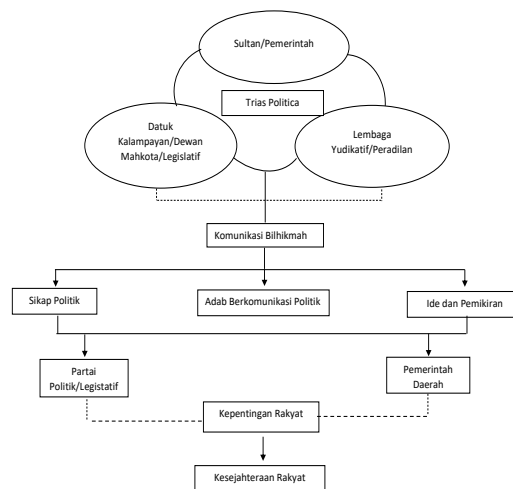 Sultan/Pemerintah
Trias Politica
Datuk
Kalampayan/Dewan
Mahkota/Legislatif
Lembaga
Yudikatif/Peradilan
Komunikasi Bilhikmah
Sikap Politik
Adab Berkomunikasi Politik
Ide dan Pemikiran
Partai
Politik/Legistatif
Pemerintah
Daerah
Kepentingan Rakyat
Kesejahteraan Rakyat